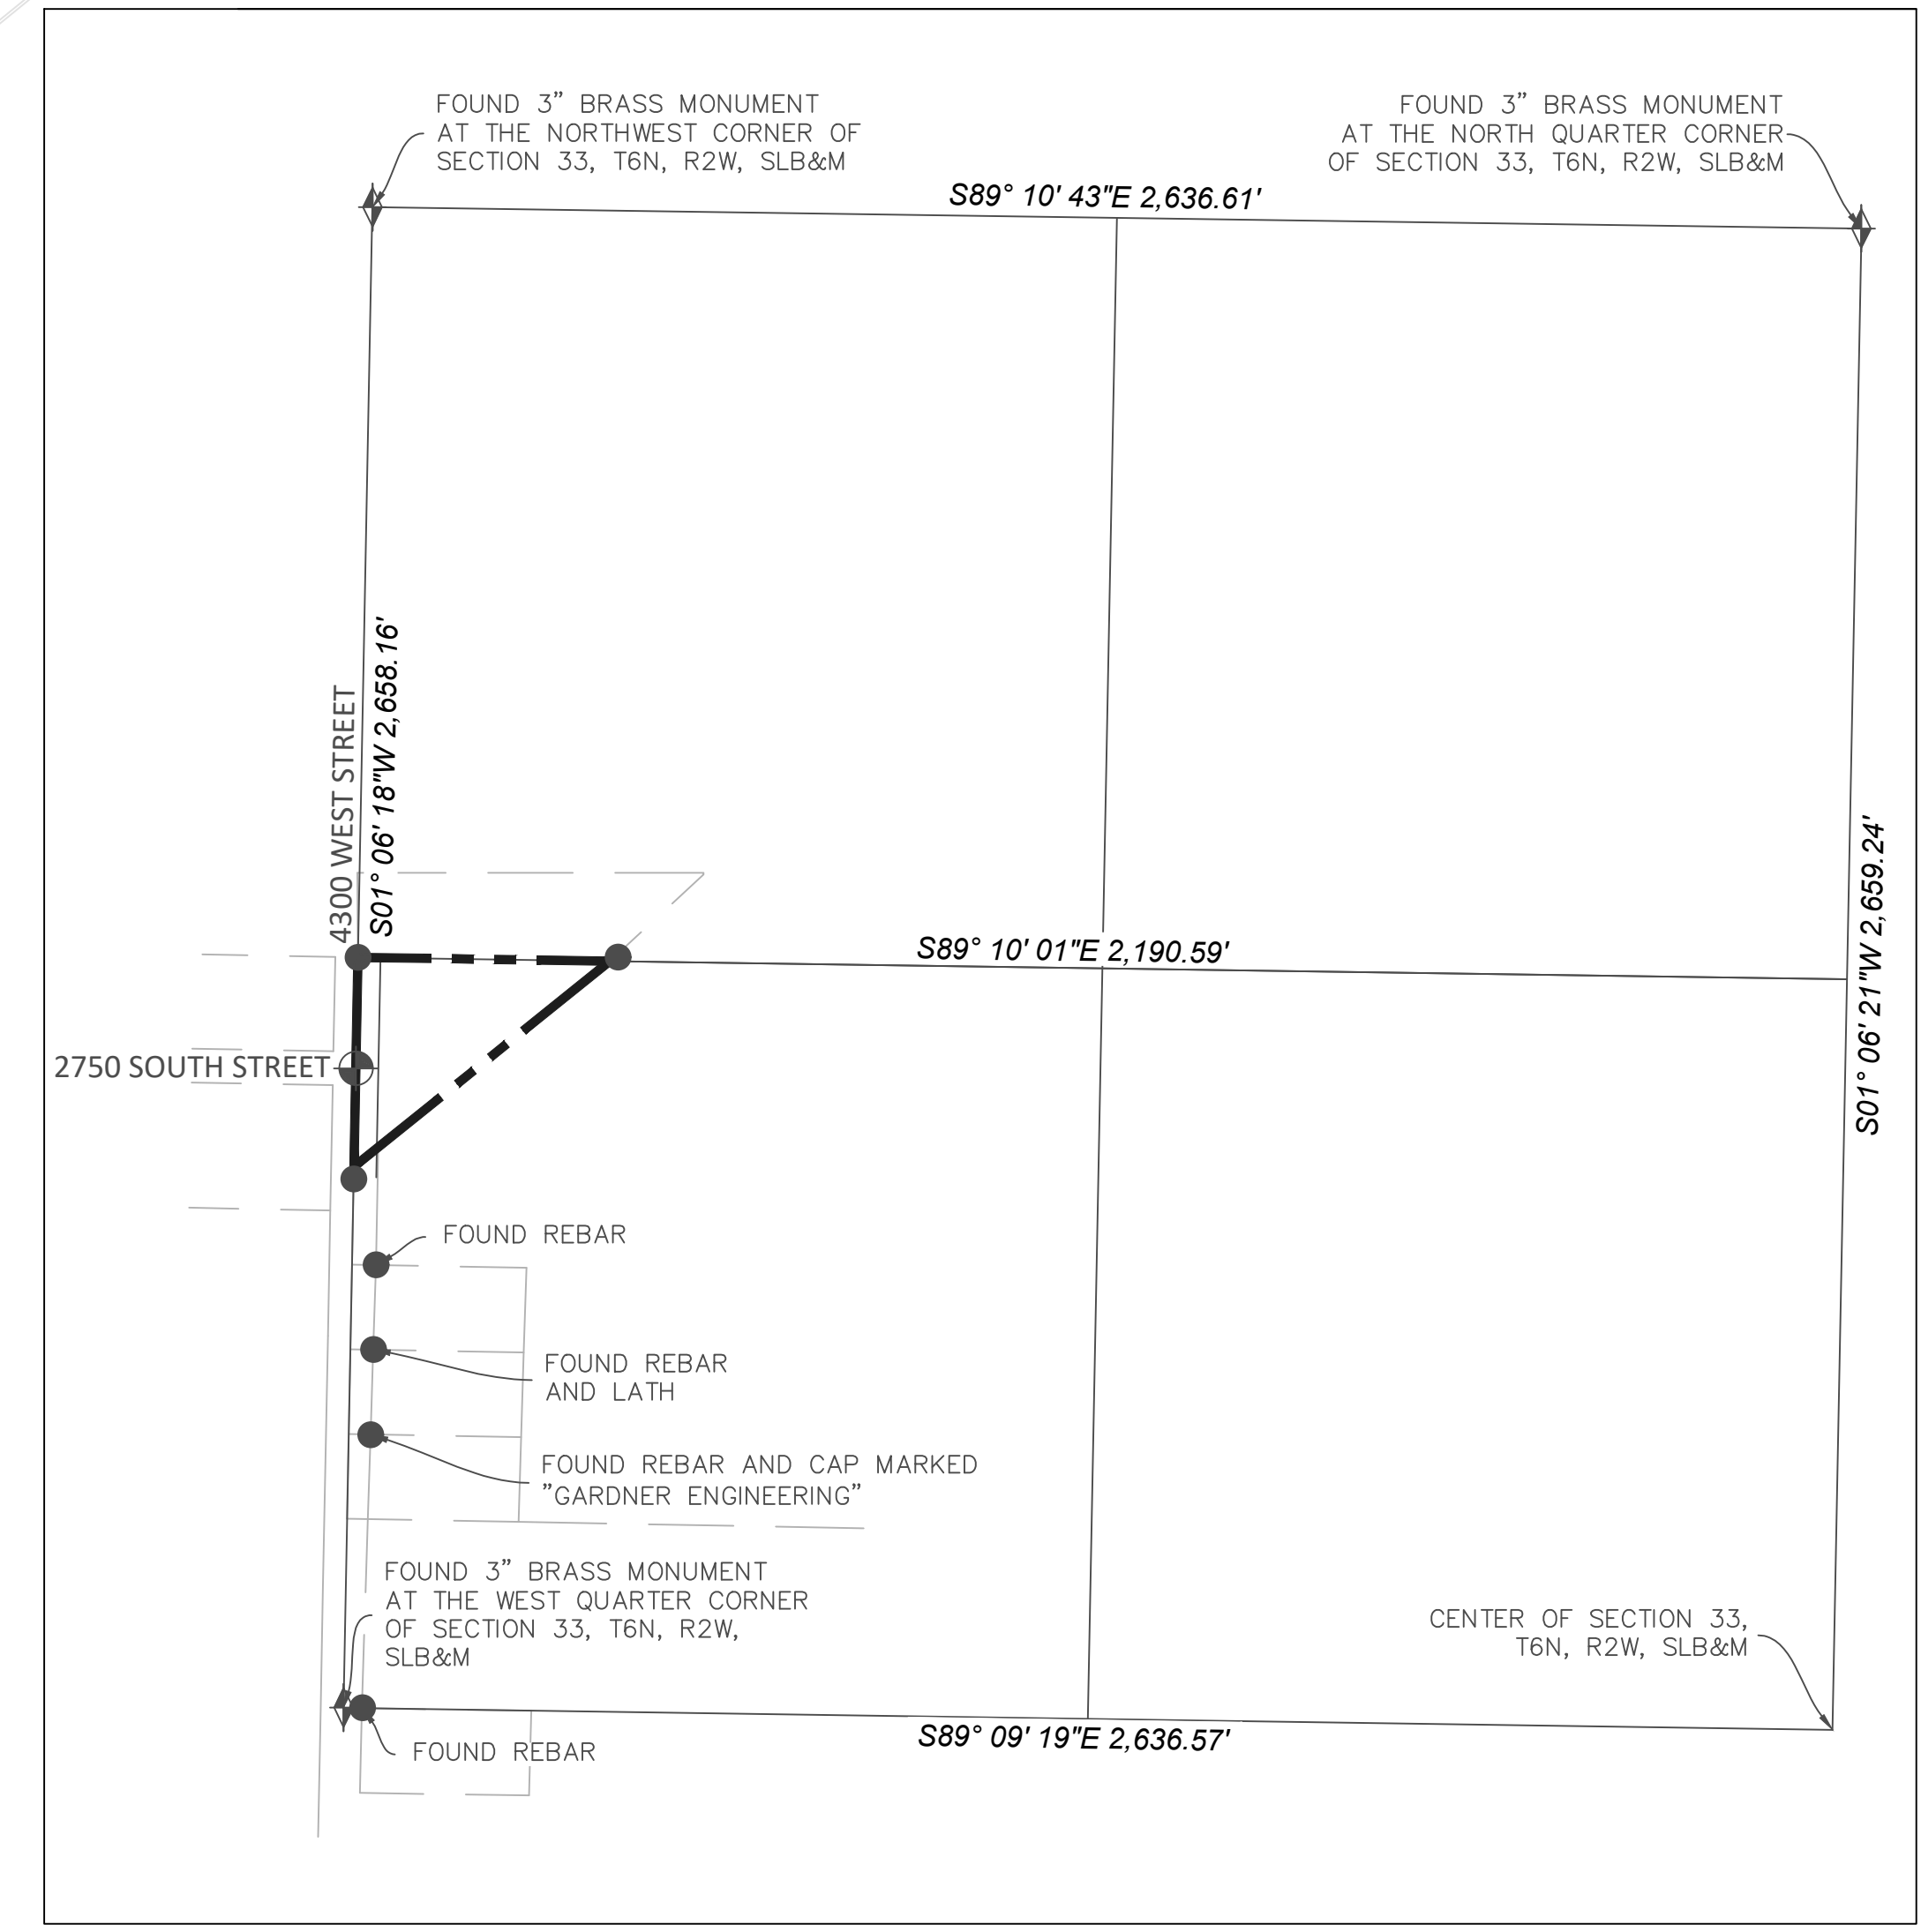 FOUND 3” BRASS MONUMENT
AT THE NORTHWEST CORNER OF
SECTION 33, T6N, R2W, SLB&M
FOUND 3” BRASS MONUMENT
AT THE NORTH QUARTER CORNER
OF SECTION 33, T6N, R2W, SLB&M
S89° 10' 43"E 2,636.61'
4300 WEST STREET
S01° 06' 18"W 2,658.16'
S89° 10' 01"E 2,190.59'
S01° 06' 21"W 2,659.24'
2750 SOUTH STREET
FOUND REBAR
FOUND REBAR
AND LATH
FOUND REBAR AND CAP MARKED
”GARDNER ENGINEERING”
FOUND 3” BRASS MONUMENT
AT THE WEST QUARTER CORNER
OF SECTION 33, T6N, R2W,
SLB&M
CENTER OF SECTION 33,
T6N, R2W, SLB&M
S89° 09' 19"E 2,636.57'
FOUND REBAR